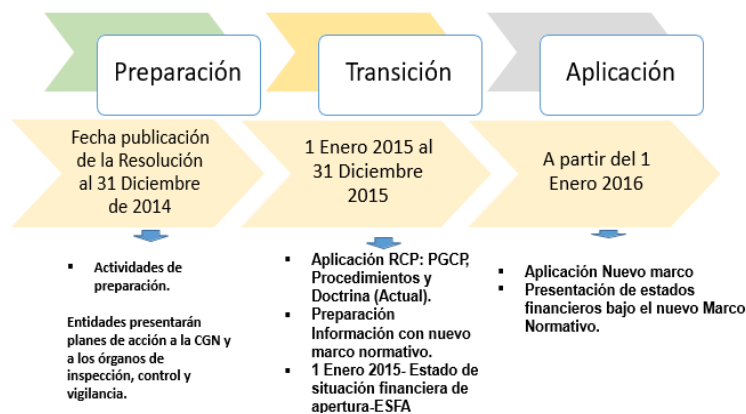 Preparación
Transición
Aplicación
Fecha publicación
de la Resolución
al 31 Diciembre
de 2014
1 Enero 2015 al
31 Diciembre
2015
A partir del 1
Enero 2016
▪ Actividades de
preparación.
Entidades presentarán
planes de acción a la CGN y
a los órganos de
inspección, control y
vigilancia.
▪ Aplicación RCP: PGCP,
Procedimientos y
Doctrina (Actual).
▪ Preparación
Información con nuevo
marco normativo.
▪ 1 Enero 2015- Estado de
situación financiera de
apertura-ESFA
▪ Aplicación Nuevo marco
▪ Presentación de estados
financieros bajo el nuevo Marco
Normativo.